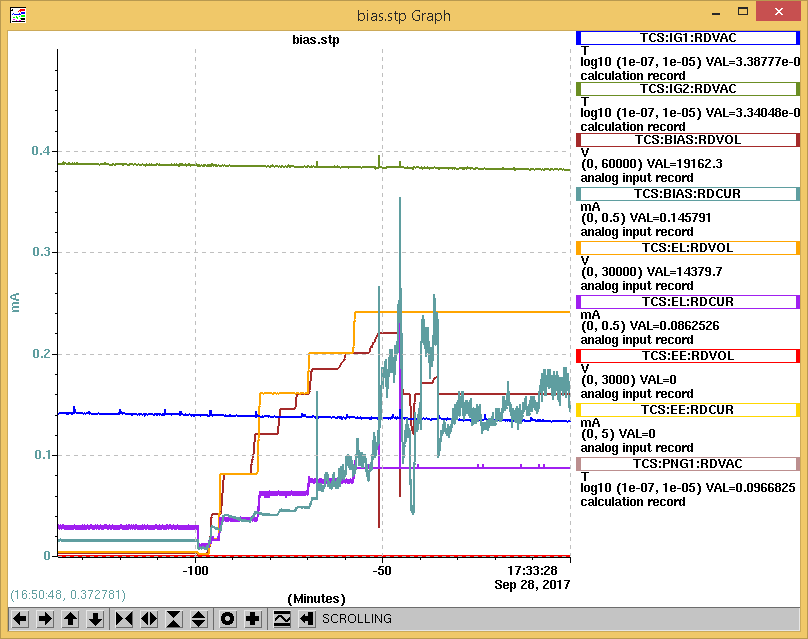 bias.stp Graph
bias.stp
TCS:IG1:RDVAC
T
log10 (1e-07, 1e-05) VAL=3.38777e-0
calculation record
TCS:IG2:RDVAC
T
log10 (1e-07, 1e-05) VAL=3.34048e-0
calculation record
TCS:BIAS:RDVOL
V
(0, 60000) VAL=19162.3
analog input record
TCS:BIAS:RDCUR
mA
(0, 0.5) VAL=0.145791
analog input record
TCS:EL:RDVOL
V
(0, 30000) VAL=14379.7
analog input record
TCS:EL:RDCUR
mA
(0, 0.5) VAL=0.0862526
analog input record
TCS:EE:RDVOL
V
(0, 3000) VAL=0
analog input record
TCS:EE:RDCUR
mA
(0, 5) VAL=0
analog input record
TCS:PNG1:RDVAC
T
log10 (1e-07, 1e-05) VAL=0.0966825
calculation record
0.4
0.3
mA
0.2
0.1
0
-100
-50
17:33:28
Sep 28, 2017
(16:50:48, 0.372781)
(Minutes)
SCROLLING